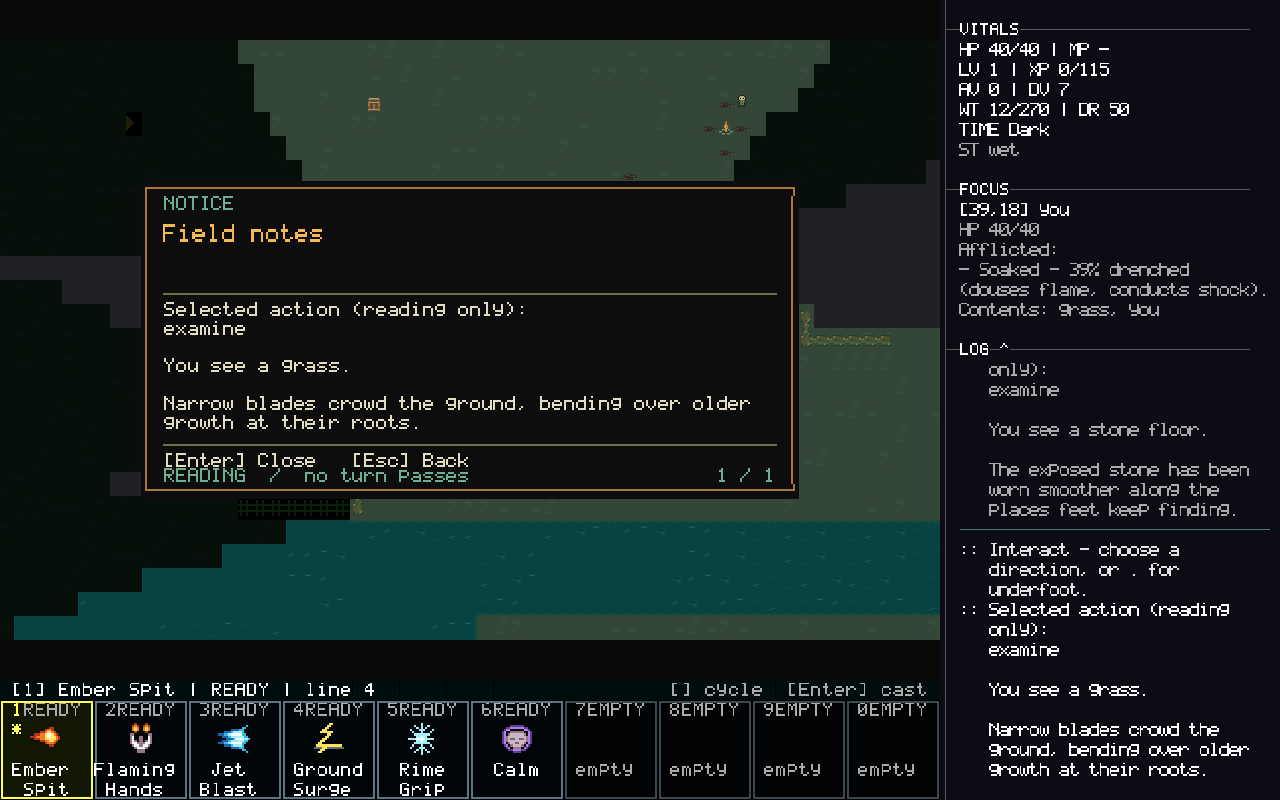 VITALS
HP 40/40 | MP -
LV 1 | XP 0/115
AV 0 | DV 7
WT 12/270 | DR 50
TIME Dark
ST wet
FOCUS
[39,18] You
HP 40/40
Afflicted:
- Soaked - 39% drenched
(douses flame, conducts shock).
Contents: grass, You
LOG ^
only):
examine
You see a stone floor.
The exposed stone has been
worn smoother along the
places feet keep finding.
:: Interact - choose a
direction, or . for
underfoot.
:: Selected action (reading
only):
examine
You see a grass.
Narrow blades crowd the
ground, bending over older
growth at their roots.
NOTICE
Field notes
Selected action (reading only):
examine
You see a grass.
Narrow blades crowd the ground, bending over older
growth at their roots.
[Enter] Close [Esc] Back
READING / no turn passes 1 / 1
[1] Ember Spit | READY | line 4 [] cycle [Enter] cast
1READY 2READY 3READY 4READY 5READY 6READY 7EMPTY 8EMPTY 9EMPTY 0EMPTY
*
Ember Flaming Jet Ground Rime Calm empty empty empty empty
Spit Hands Blast Surge Grip